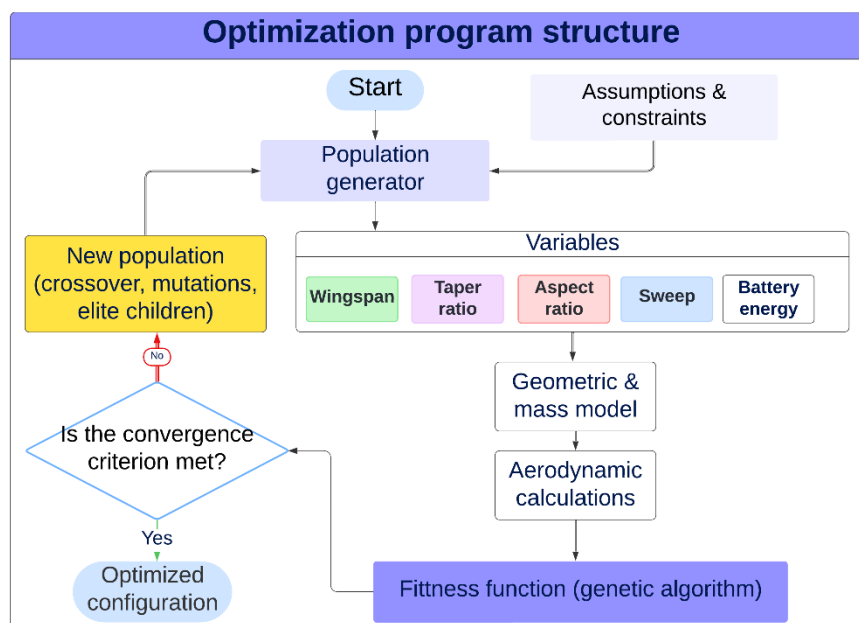 Optimization program structure
Start
Assumptions &
constraints
Population
generator
New population
(crossover, mutations,
elite children)
Variables
Wingspan
Taper
ratio
Aspect
ratio
Sweep
Battery
energy
No
Geometric &
mass model
Is the convergence
criterion met?
Aerodynamic
calculations
Yes
Optimized
configuration
Fittness function (genetic algorithm)